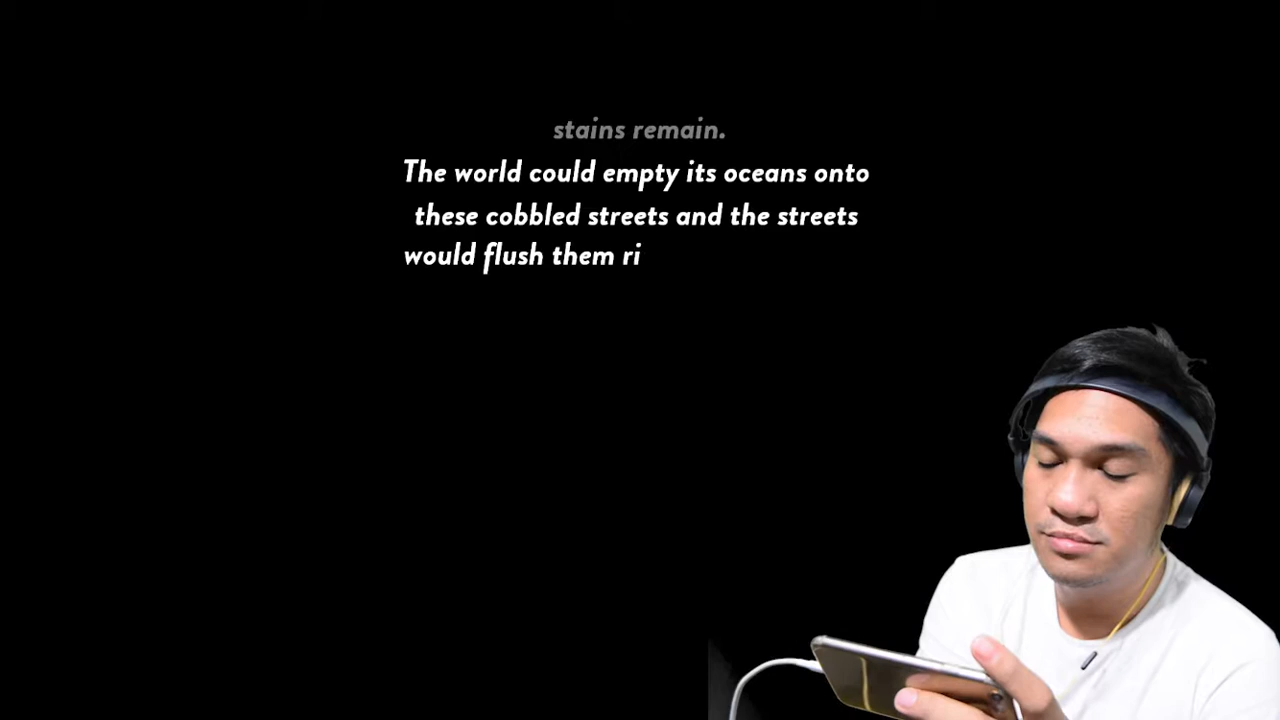 stains remain.
The world could empty its oceans onto
these cobbled streets and the streets
would flush them ri